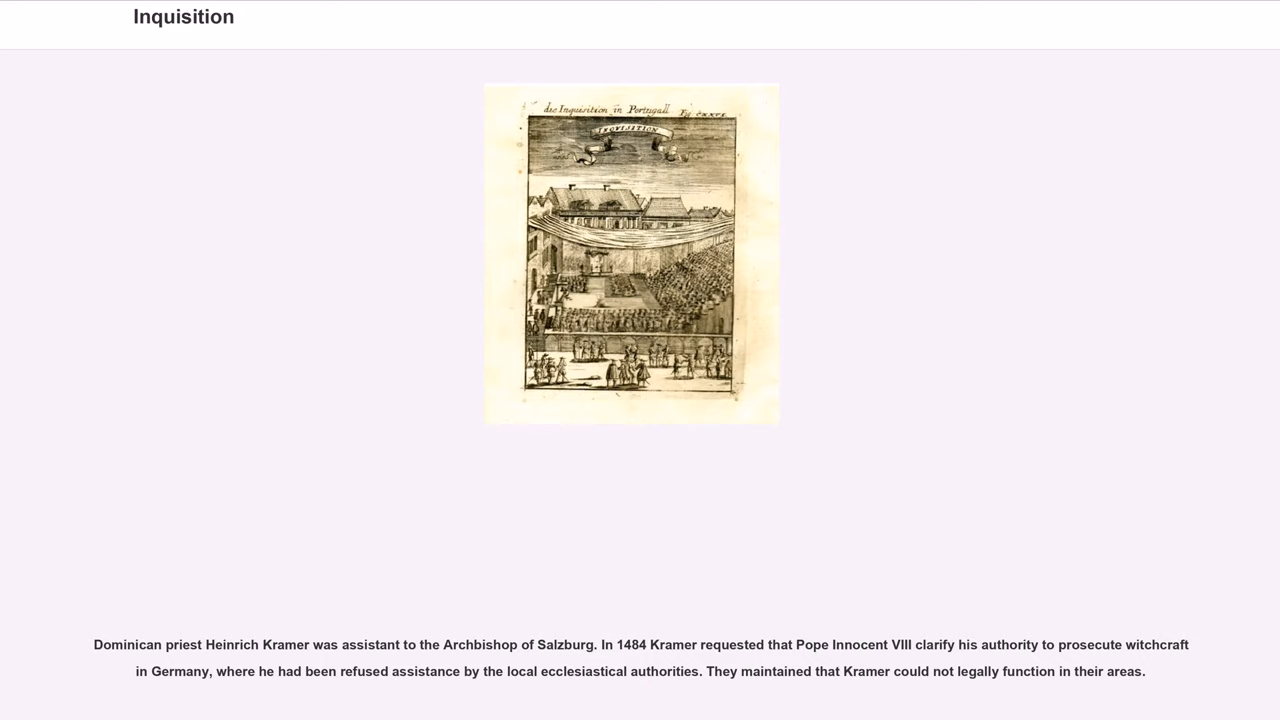 Inquisition
des Inquisition in Portugall
INQUISITION
Dominican priest Heinrich Kramer was assistant to the Archbishop of Salzburg. In 1484 Kramer requested that Pope Innocent VIII clarify his authority to prosecute witchcraft
in Germany, where he had been refused assistance by the local ecclesiastical authorities. They maintained that Kramer could not legally function in their areas.